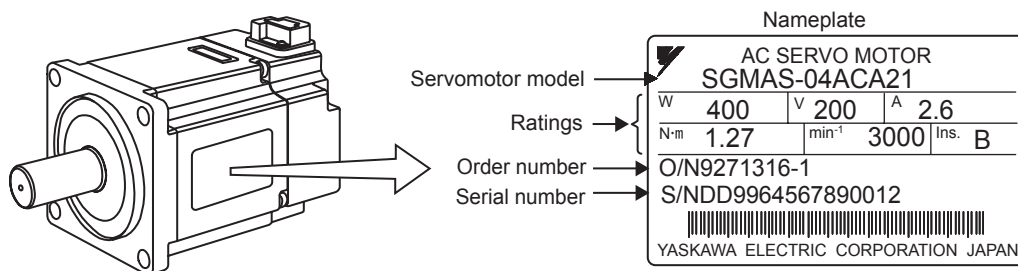 Nameplate
AC SERVO MOTOR
Servomotor model
SGMAS-04ACA21
Ratings
W 400 V 200 A 2.6
N·m 1.27 min-1 3000 Ins. B
Order number
O/N9271316-1
Serial number
S/NDD9964567890012
YASKAWA ELECTRIC CORPORATION JAPAN